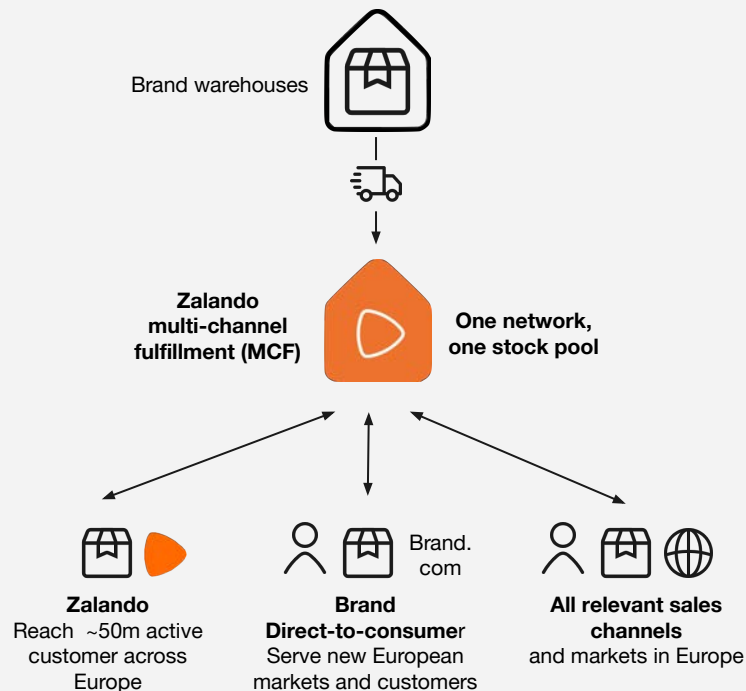 Brand warehouses
Zalando
multi-channel
fulfillment (MCF)
One network,
one stock pool
Zalando
Reach ~50m active
customer across
Europe
Brand.
com
Brand
Direct-to-consumer
Serve new European
markets and customers
All relevant sales
channels
and markets in Europe